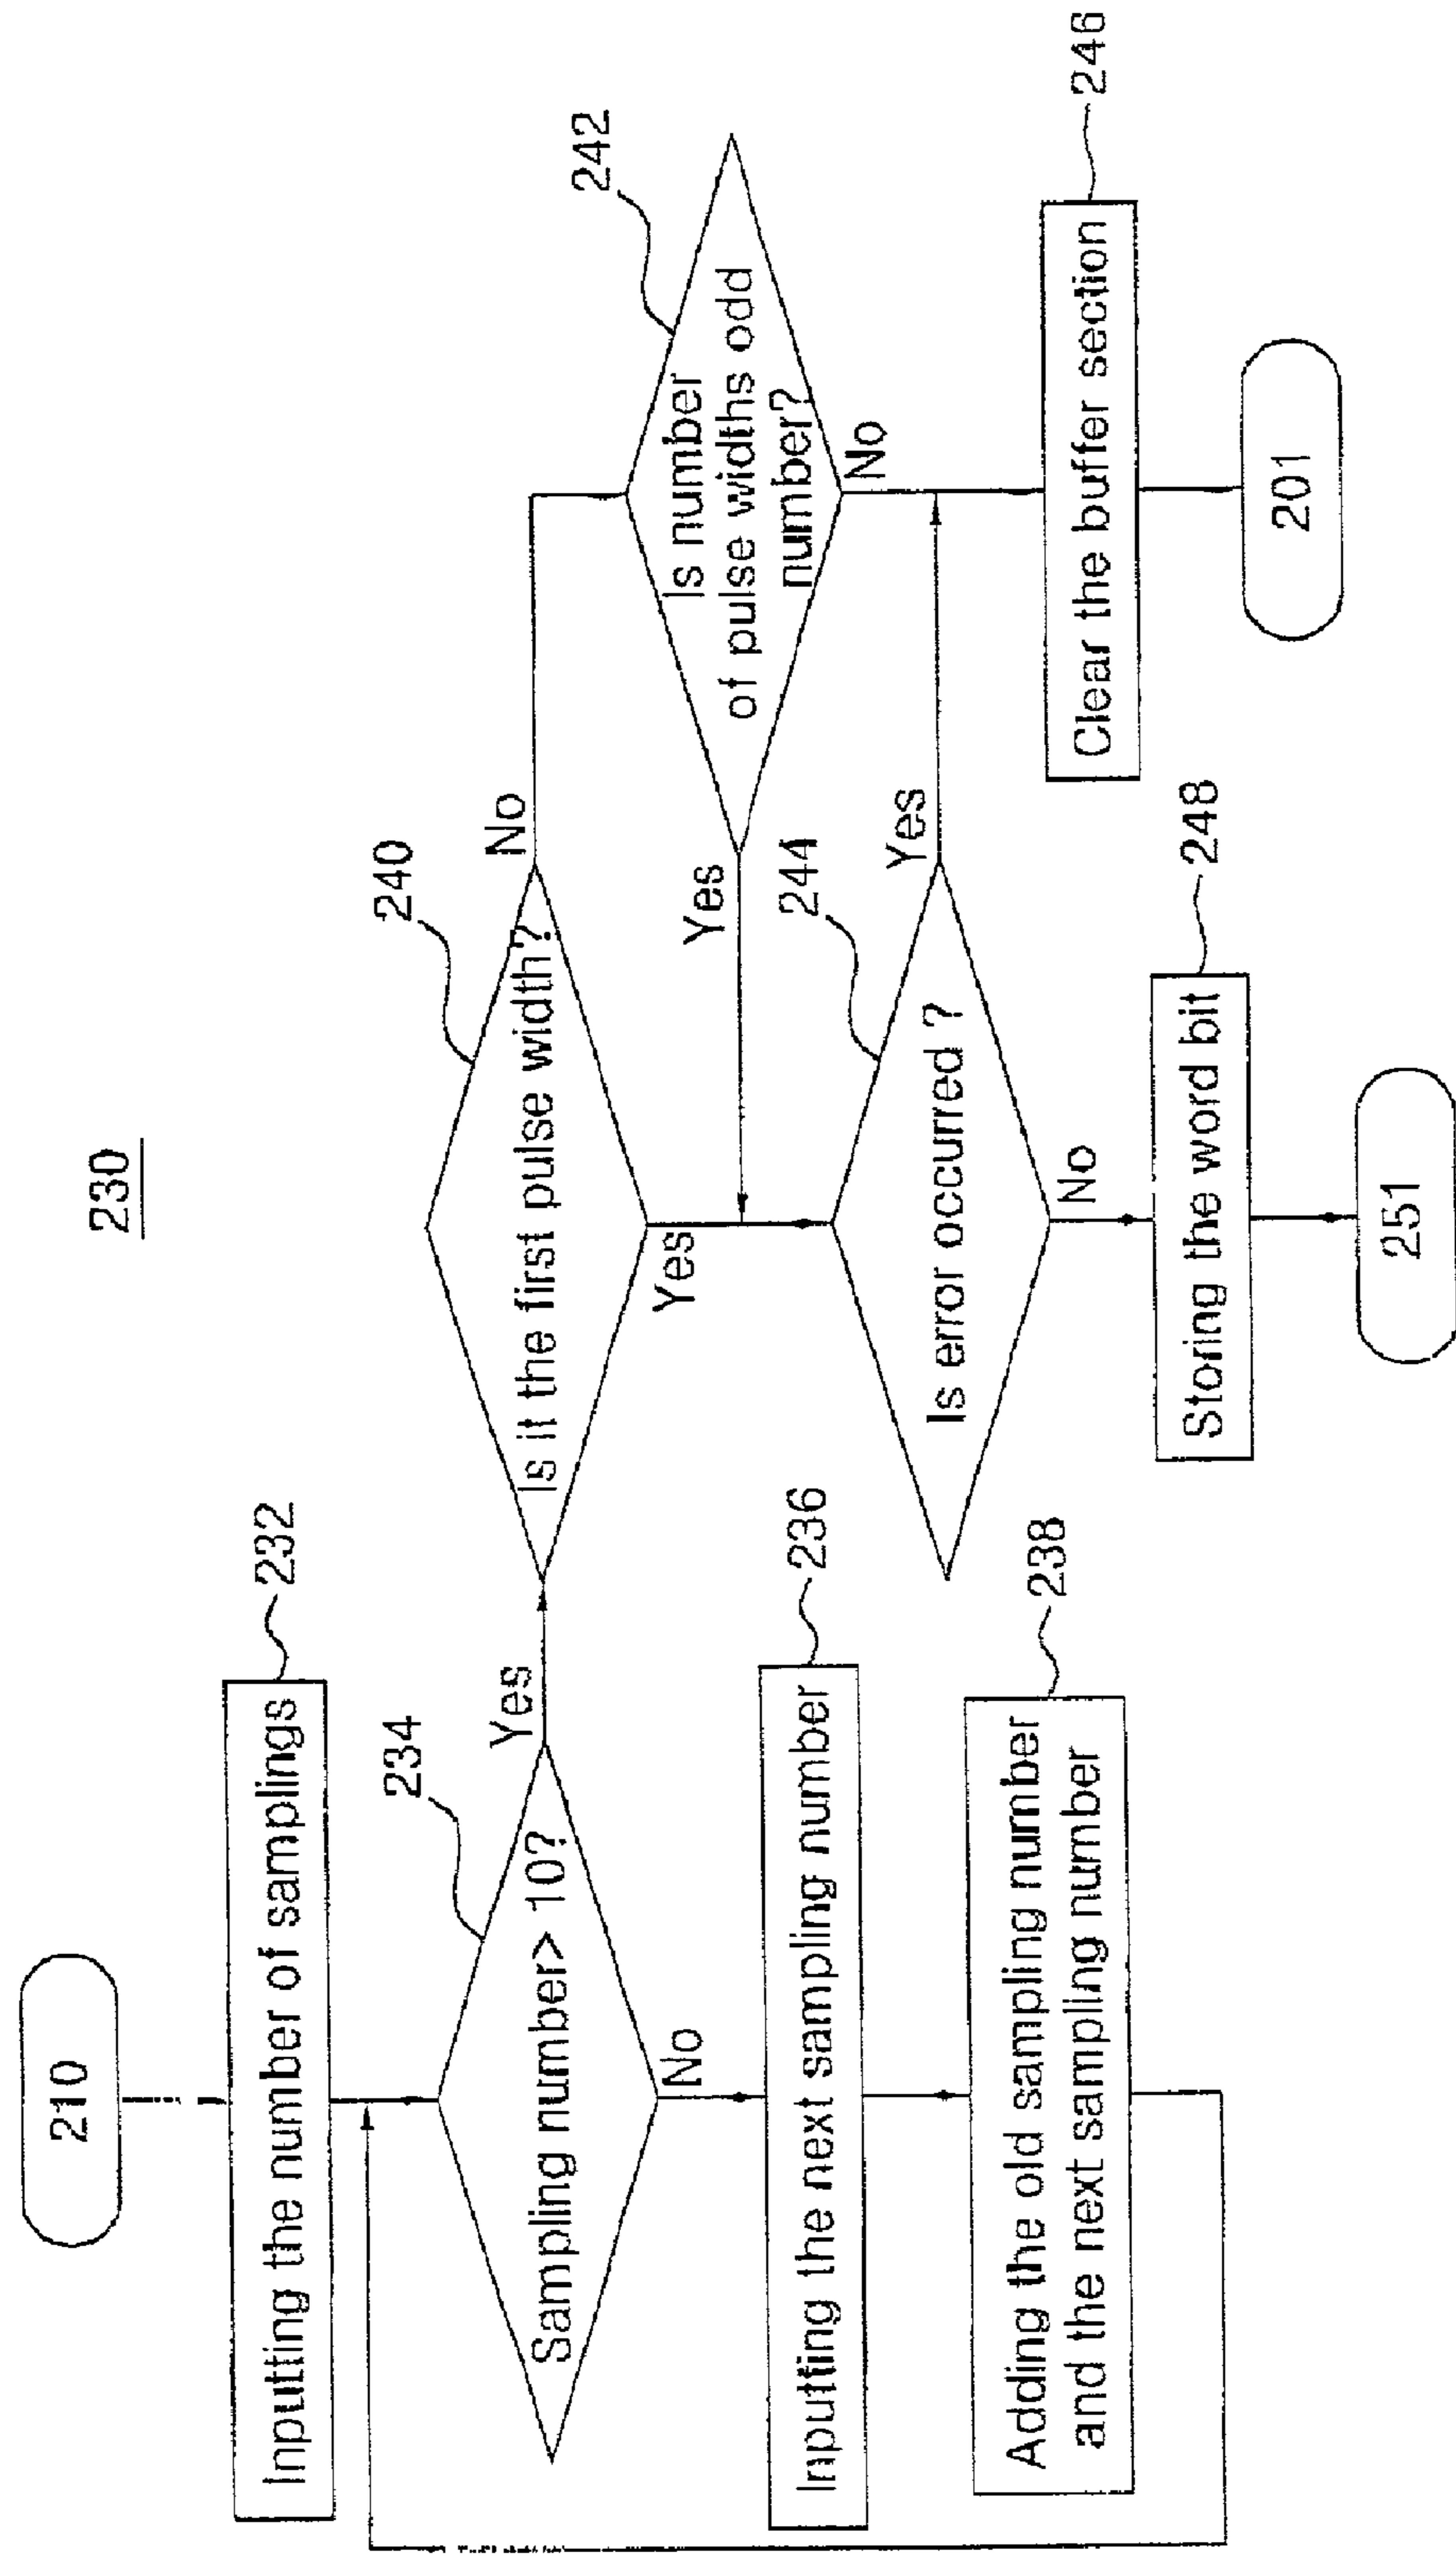 230
210
Inputting the number of samplings
232
Sampling number> 10?
234
Yes
No
Inputting the next sampling number
236
Adding the old sampling number
and the next sampling number
238
Is it the first pulse width?
240
No
Yes
Is number
of pulse widths odd
number?
242
Yes
No
Is error occurred ?
244
Yes
No
Clear the buffer section
246
201
Storing the word bit
248
251